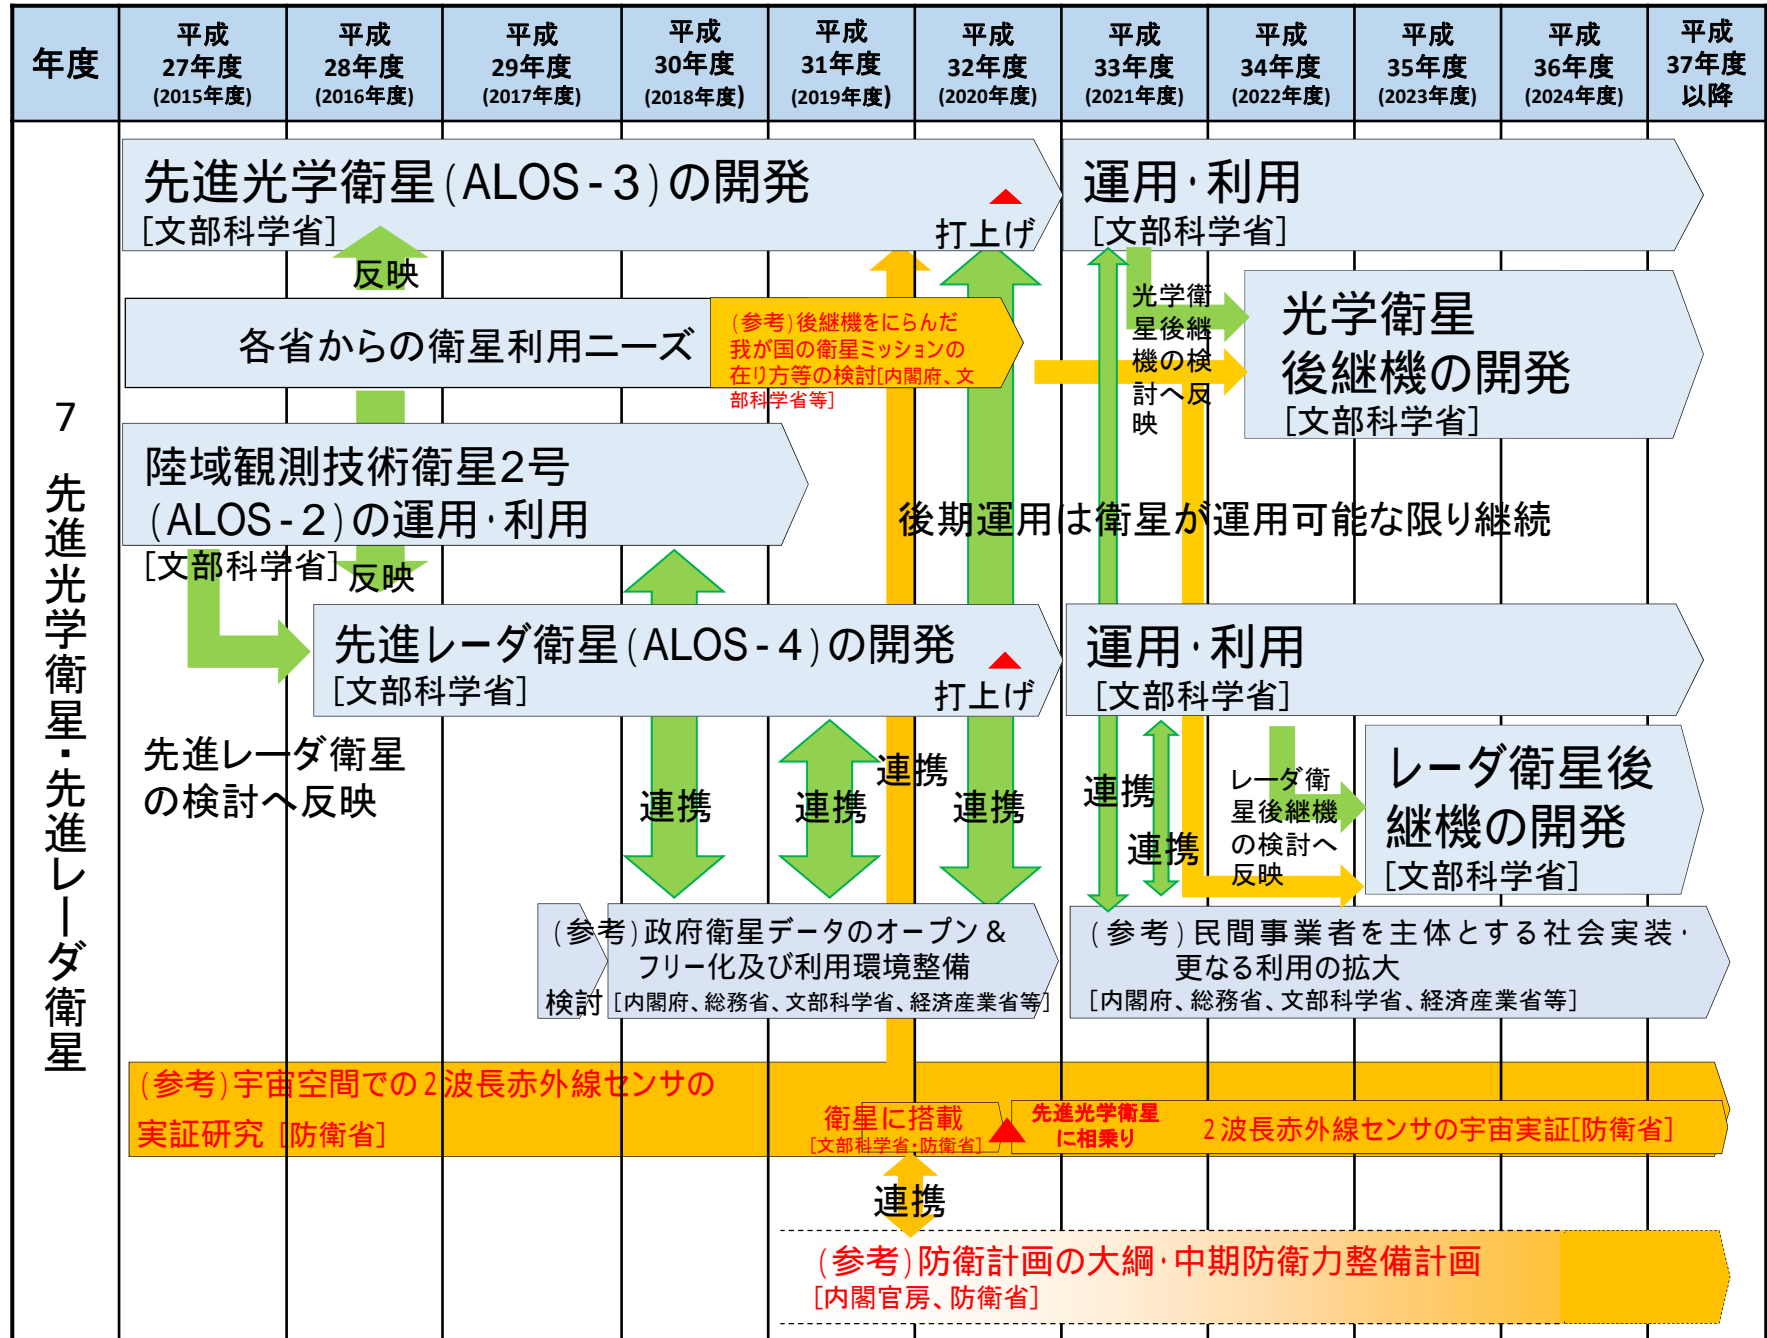 年度
平成
27年度
(2015年度)
平成
28年度
(2016年度)
平成
29年度
(2017年度)
平成
30年度
(2018年度)
平成
31年度
(2019年度)
平成
32年度
(2020年度)
平成
33年度
(2021年度)
平成
34年度
(2022年度)
平成
35年度
(2023年度)
平成
36年度
(2024年度)
平成
37年度
以降
7 先進光学衛星・先進レーダ衛星
先進光学衛星(ALOS-3)の開発
[文部科学省]
打上げ
運用・利用
[文部科学省]
反映
各省からの衛星利用ニーズ
(参考)後継機をにらんだ
我が国の衛星ミッションの
在り方等の検討[内閣府、文
部科学省等]
光学衛
星後継
機の検
討へ反
映
光学衛星
後継機の開発
[文部科学省]
陸域観測技術衛星2号
(ALOS-2)の運用・利用
[文部科学省]
反映
後期運用は衛星が運用可能な限り継続
先進レーダ衛星(ALOS-4)の開発
[文部科学省]
打上げ
運用・利用
[文部科学省]
先進レーダ衛星
の検討へ反映
連携
連携
連携
連携
連携
連携
レーダ衛
星後継機
の検討へ
反映
レーダ衛星後
継機の開発
[文部科学省]
検討
(参考)政府衛星データのオープン&
フリー化及び利用環境整備
[内閣府、総務省、文部科学省、経済産業省等]
(参考)民間事業者を主体とする社会実装・
更なる利用の拡大
[内閣府、総務省、文部科学省、経済産業省等]
(参考)宇宙空間での2波長赤外線センサの
実証研究 [防衛省]
衛星に搭載
[文部科学省・防衛省]
先進光学衛星
に相乗り
2波長赤外線センサの宇宙実証[防衛省]
連携
(参考)防衛計画の大綱・中期防衛力整備計画
[内閣官房、防衛省]